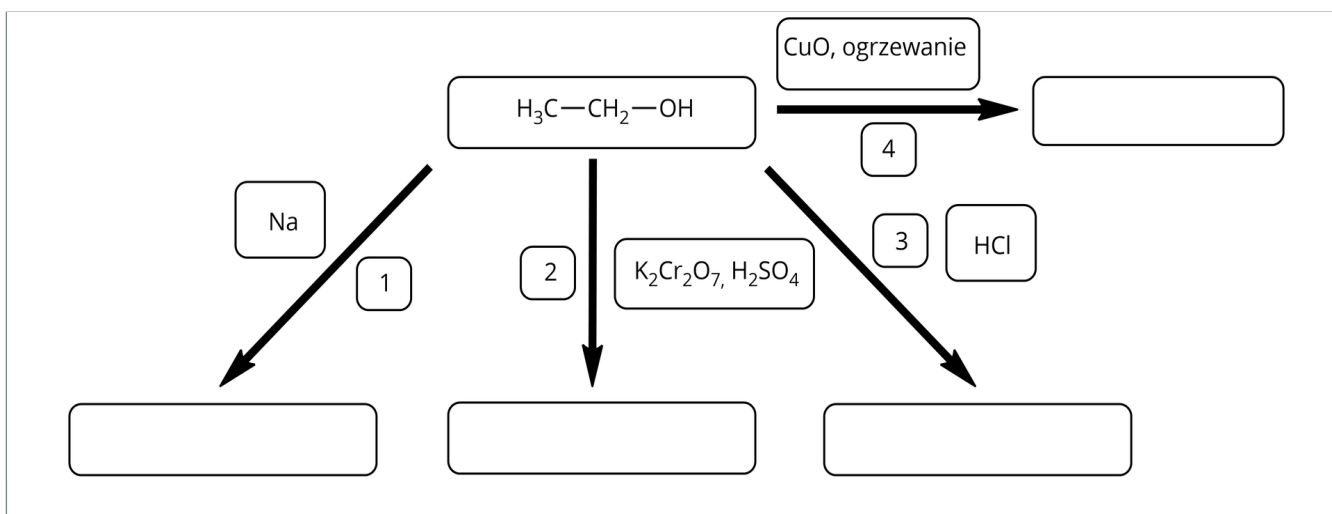 CuO, ogrzewanie
H₃C—CH₂—OH
4
Na
3
HCl
1
2
K₂Cr₂O₇, H₂SO₄